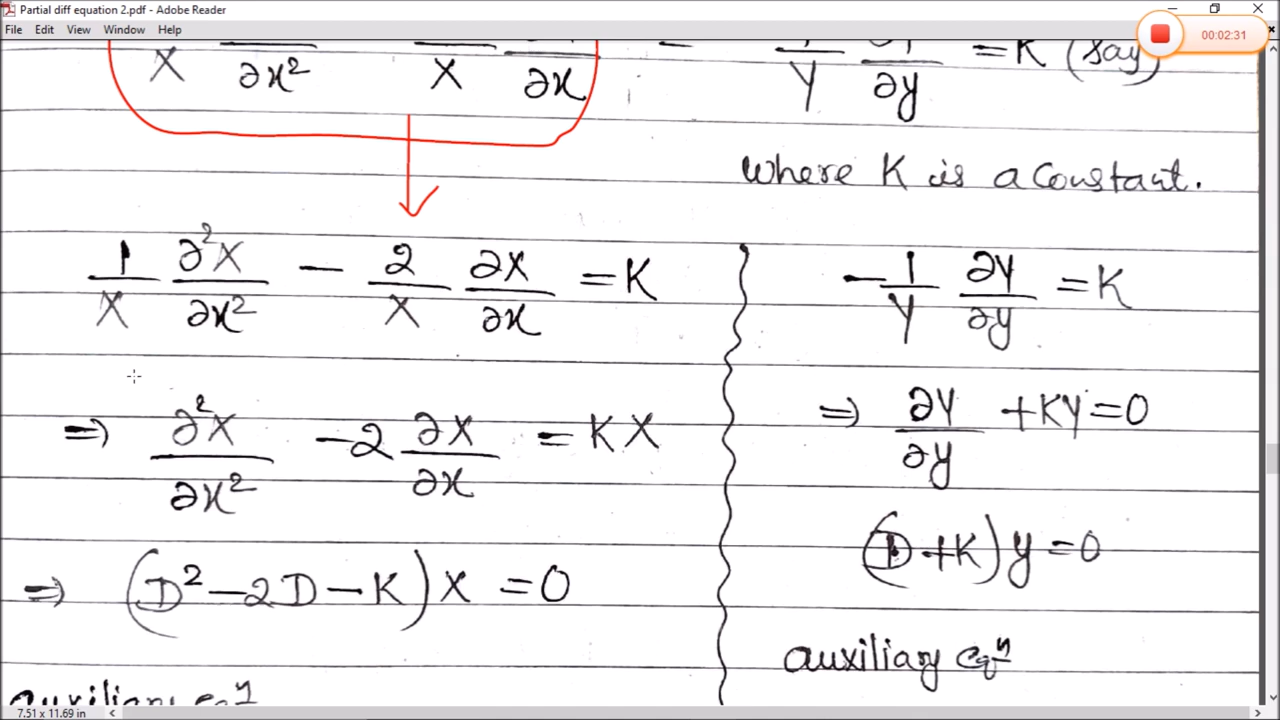 Partial diff equation 2.pdf - Adobe Reader
File Edit View Window Help
00:02:31
X ∂x² X ∂x Y ∂y = K (say)
where K is a constant.
1/X ∂²X/∂x² - 2/X ∂X/∂x = K
-1/Y ∂Y/∂y = K
⇒ ∂²X/∂x² - 2 ∂X/∂x = KX
⇒ ∂Y/∂y + KY = 0
(D + K) y = 0
⇒ (D² - 2D - K) X = 0
auxiliary eqⁿ
auxiliary eqⁿ
7.51 x 11.69 in